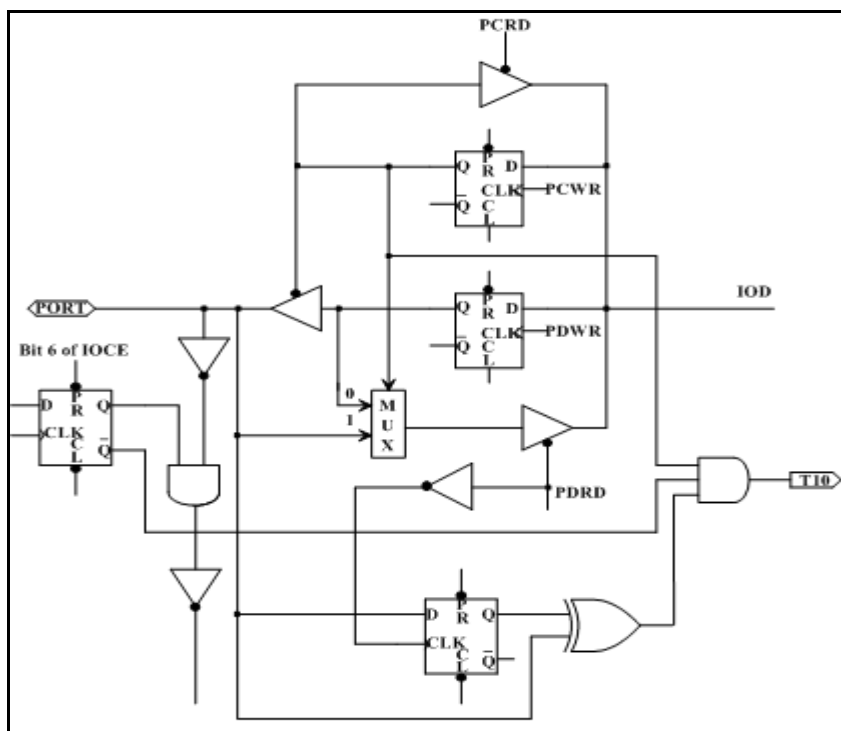 PCRD
Q PR D
CLK PCWR
Q CL
PORT
IOD
Q PR D
CLK PDWR
Q CL
Bit 6 of IOCE
D PR Q
CLK
CL Q
0
1
MUX
PDRD
T10
D PR Q
CLK
CL Q